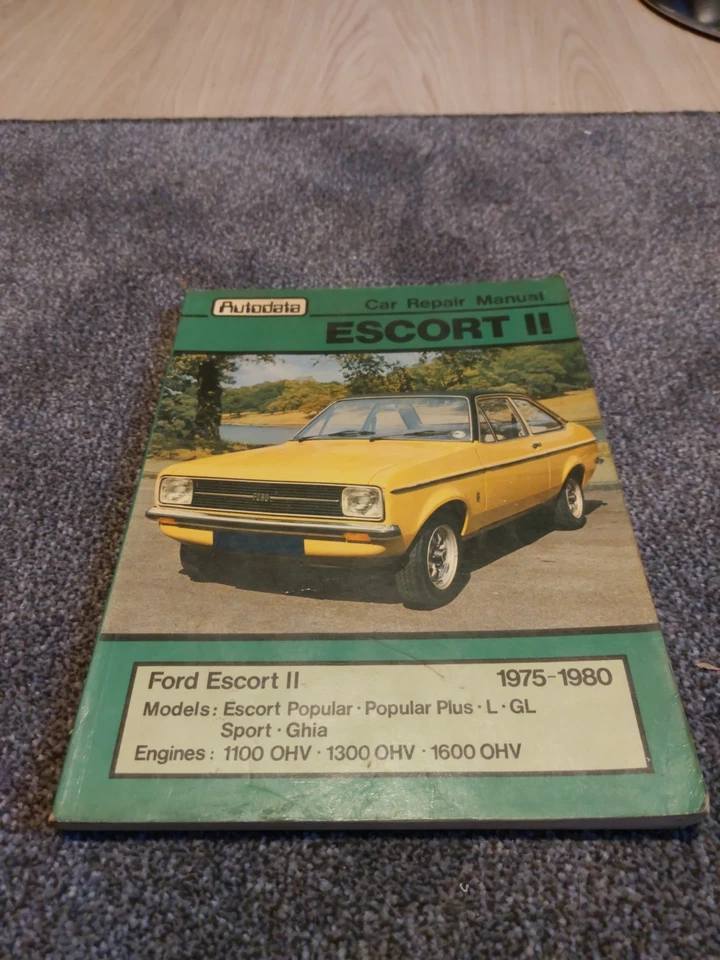 Autodata
Car Repair Manual
ESCORT II
FORD
Ford Escort II
1975-1980
Models: Escort Popular · Popular Plus · L · GL
Sport · Ghia
Engines: 1100 OHV · 1300 OHV · 1600 OHV